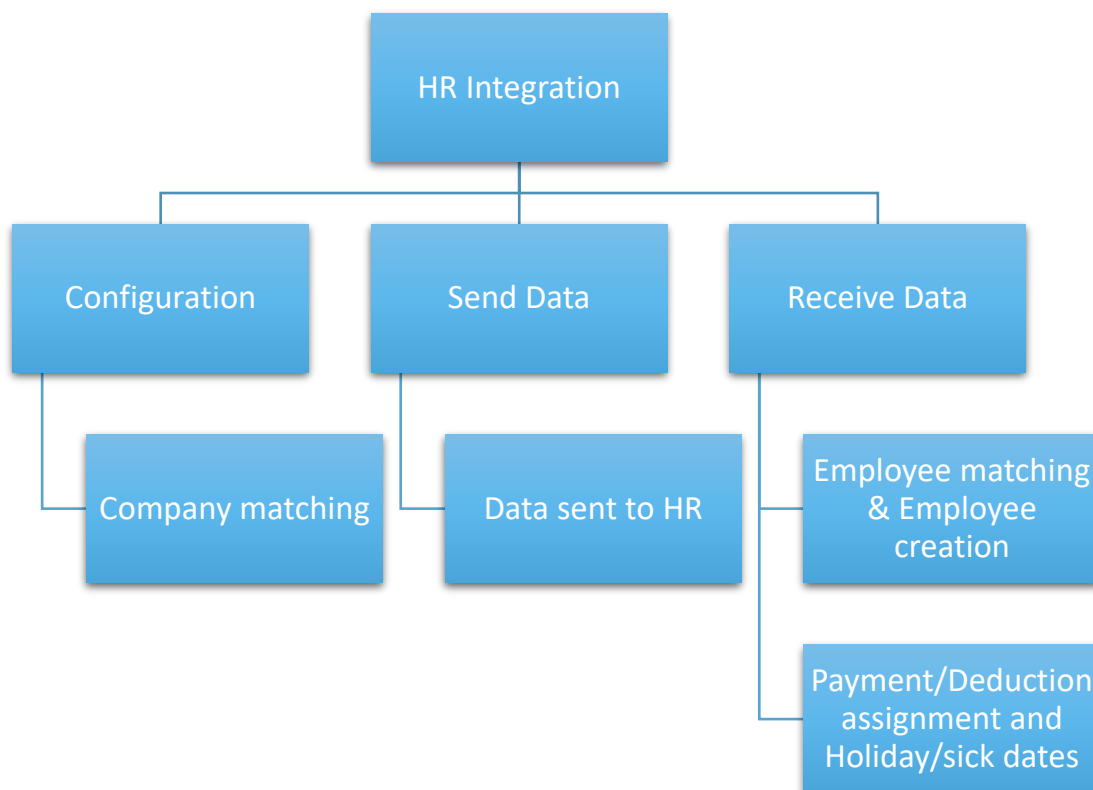 HR Integration
Configuration
Send Data
Receive Data
Company matching
Data sent to HR
Employee matching
& Employee
creation
Payment/Deduction
assignment and
Holiday/sick dates